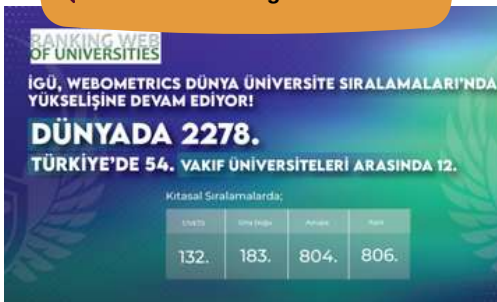 RANKING WEB
OF UNIVERSITIES
İGÜ, WEBOMETRICS DÜNYA ÜNİVERSİTE SIRALAMALARI'NDA
YÜKSELİŞİNE DEVAM EDİYOR!
DÜNYADA 2278.
TÜRKİYE'DE 54. VAKIF ÜNİVERSİTELERİ ARASINDA 12.
Kıtasal Sıralamalarda;
132. 183. 804. 806.